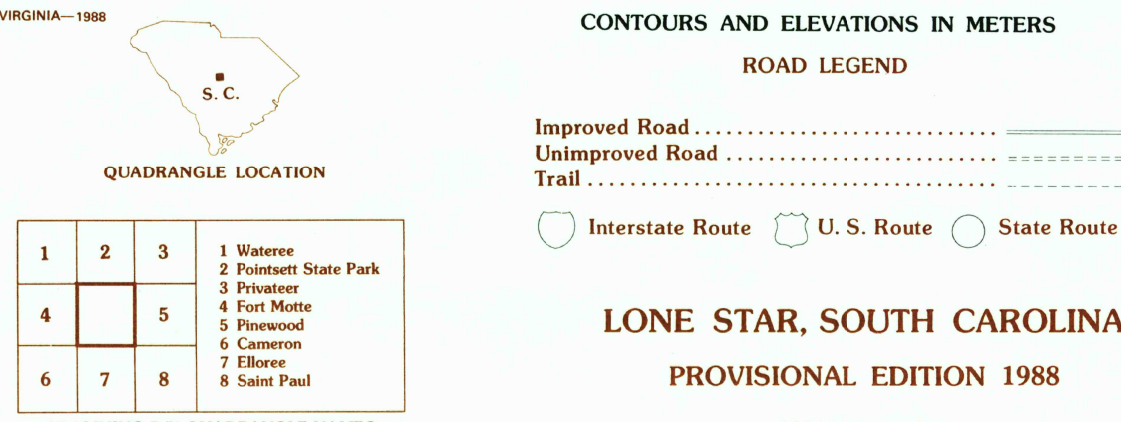 VIRGINIA—1988
S. C.
QUADRANGLE LOCATION
1 2 3
4 5
6 7 8
1 Wateree
2 Pointsett State Park
3 Privateer
4 Fort Motte
5 Pinewood
6 Cameron
7 Elloree
8 Saint Paul
CONTOURS AND ELEVATIONS IN METERS
ROAD LEGEND
Improved Road
Unimproved Road
Trail
Interstate Route U. S. Route State Route
LONE STAR, SOUTH CAROLINA
PROVISIONAL EDITION 1988